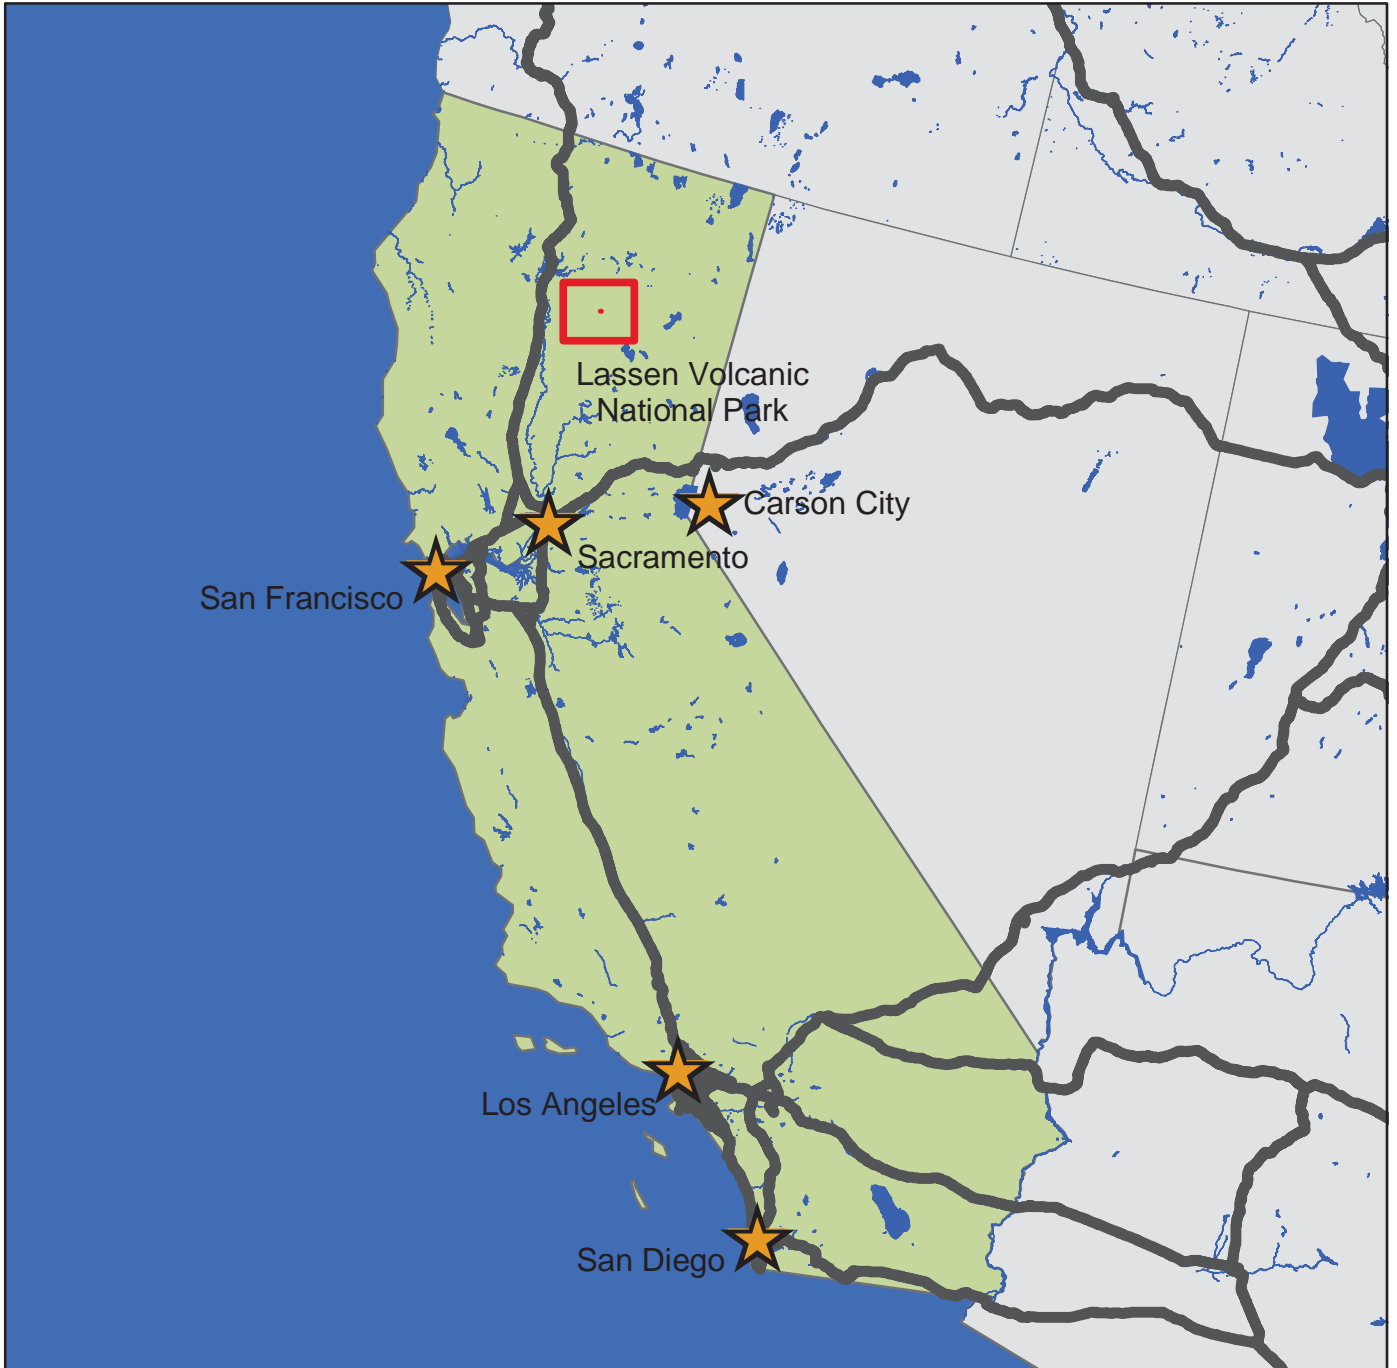 Lassen Volcanic
National Park
Carson City
Sacramento
San Francisco
Los Angeles
San Diego